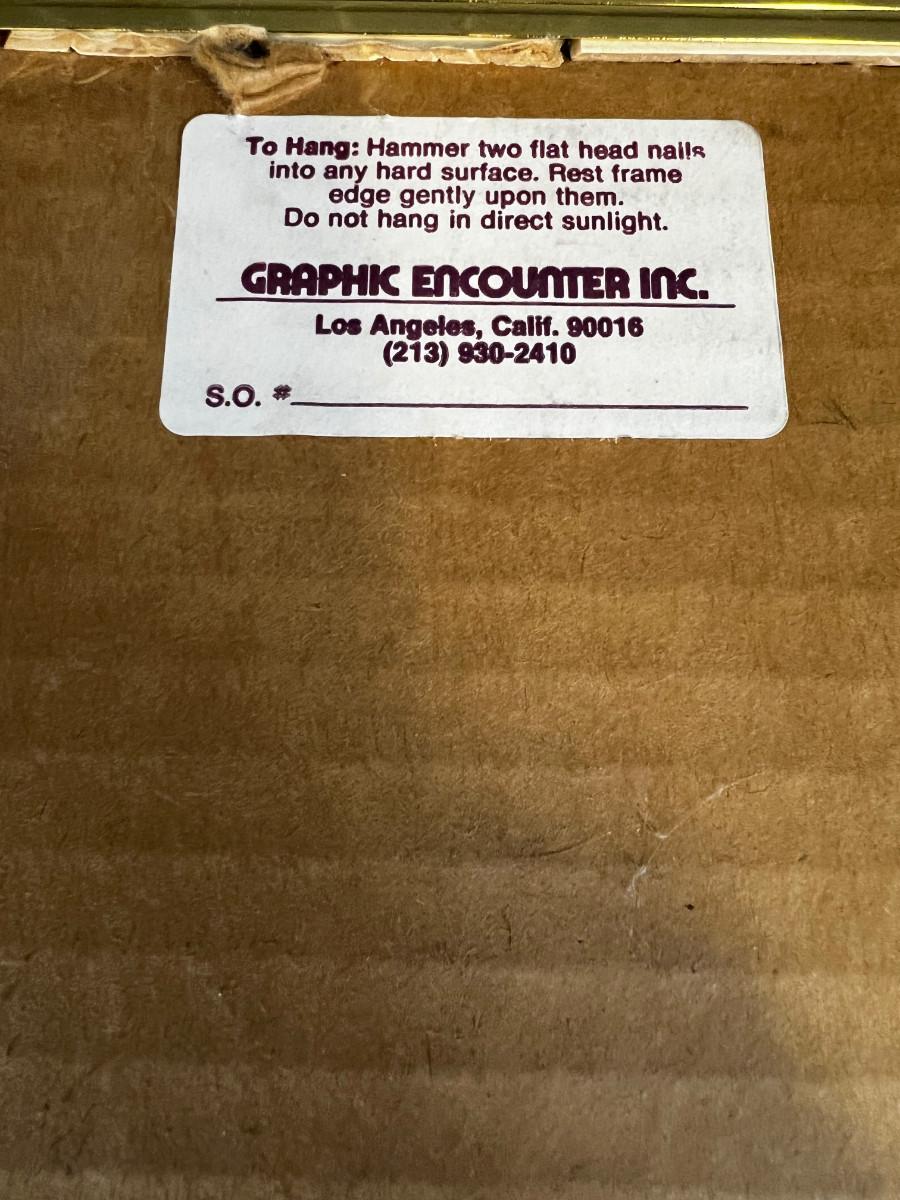 To Hang: Hammer two flat head nails
into any hard surface. Rest frame
edge gently upon them.
Do not hang in direct sunlight.
GRAPHIC ENCOUNTER INC.
Los Angeles, Calif. 90016
(213) 930-2410
S.O. #